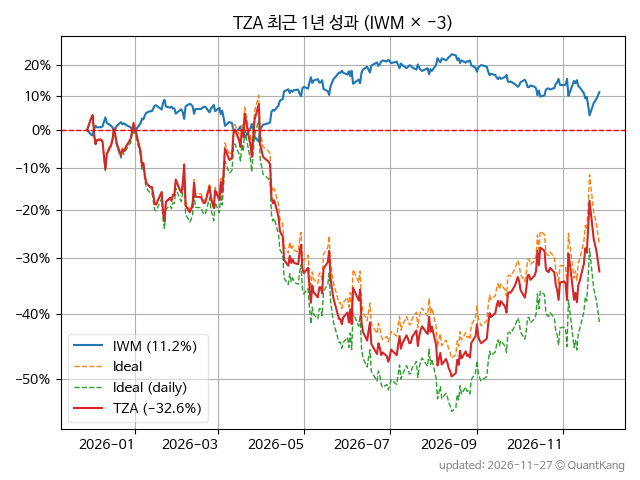 TZA 최근 1년 성과 (IWM × −3)
20%
10%
0%
−10%
−20%
−30%
−40%
−50%
IWM (11.2%)
Ideal
Ideal (daily)
TZA (−32.6%)
2026-01
2026-03
2026-05
2026-07
2026-09
2026-11
updated: 2026-11-27 © QuantKang